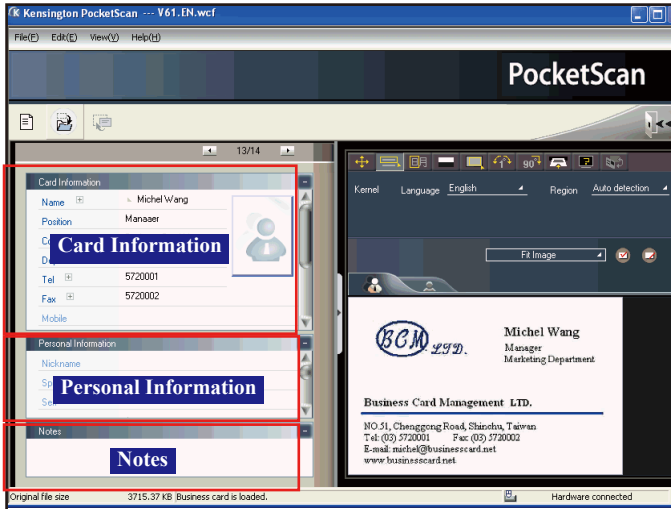 Kensington PocketScan --- V61.EN.wcf
File(F) Edit(E) View(V) Help(H)
PocketScan
13/14
Card Information
Name Michel Wang
Position Manager
Card Information
Tel 5720001
Fax 5720002
Mobile
Personal Information
Nickname
Personal Information
Notes
Notes
Kernel Language English Region Auto detection
Fit Image
BCM LTD.
Michel Wang
Manager
Marketing Department
Business Card Management LTD.
NO.51, Chenggong Road, Shinchu, Taiwan
Tel: (03) 5720001 Fax: (03) 5720002
E-mail: michel@businesscard.net
www.businesscard.net
Original file size 3715.37 KB Business card is loaded. Hardware connected